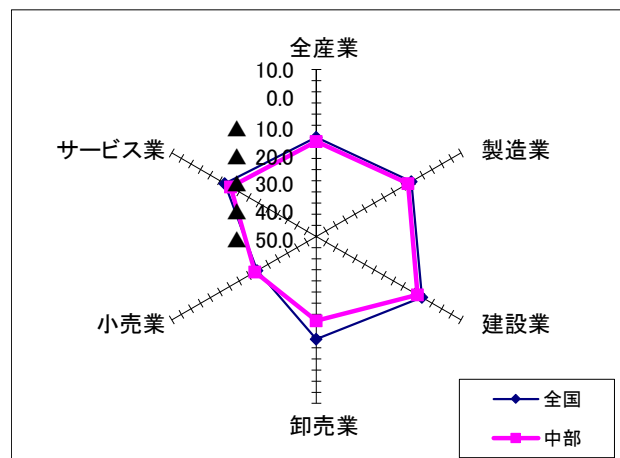 全産業
10.0
0.0
▲ 10.0
サービス業
製造業
▲ 20.0
▲ 30.0
▲ 40.0
▲ 50.0
小売業
建設業
卸売業
全国
中部